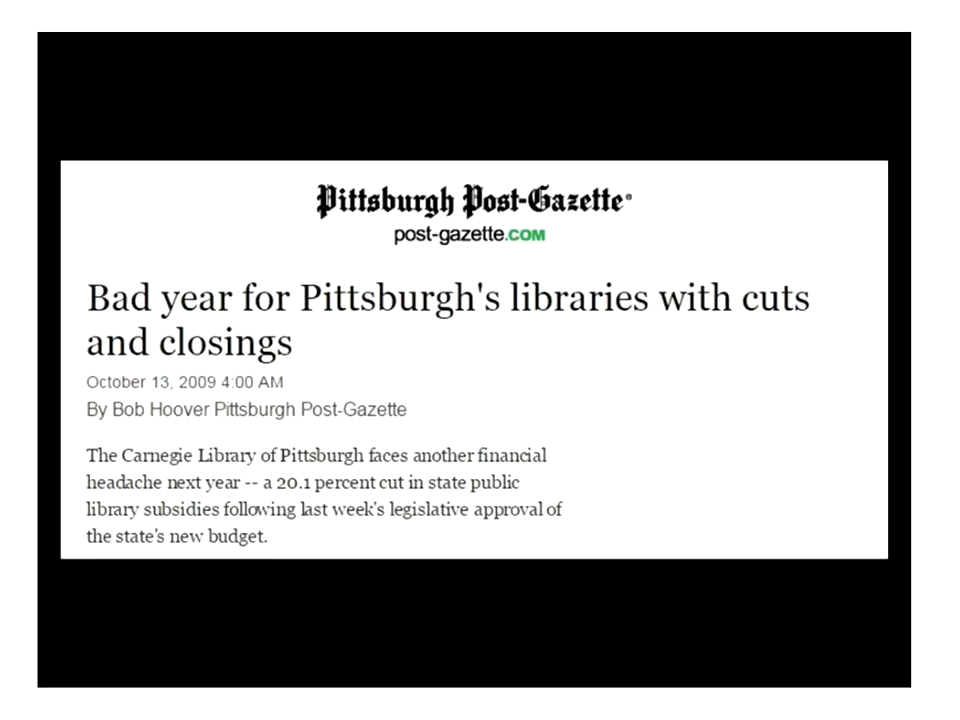 Pittsburgh Post-Gazette
post-gazette.COM
Bad year for Pittsburgh's libraries with cuts
and closings
October 13, 2009 4:00 AM
By Bob Hoover Pittsburgh Post-Gazette
The Carnegie Library of Pittsburgh faces another financial
headache next year -- a 20.1 percent cut in state public
library subsidies following last week's legislative approval of
the state's new budget.